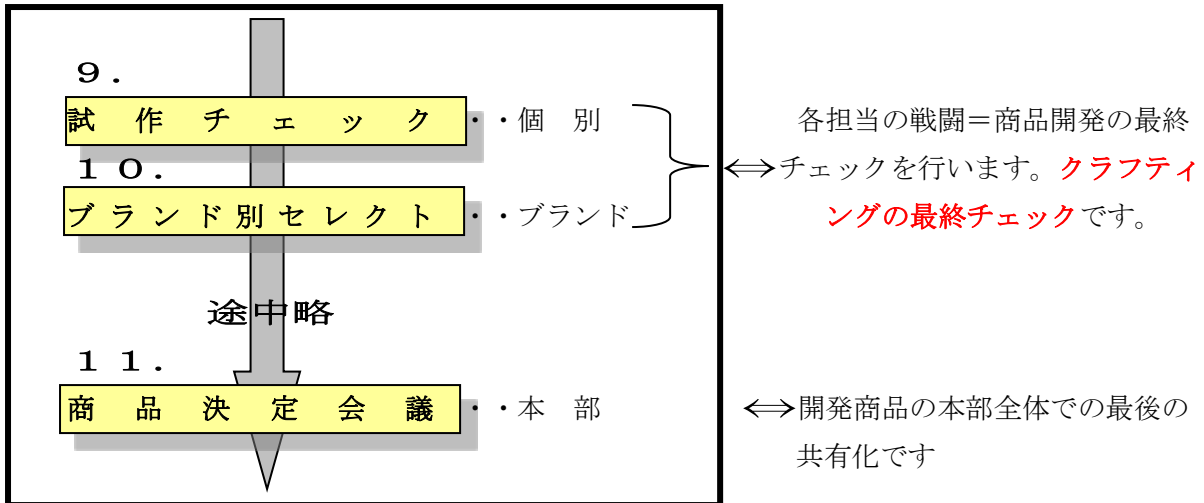 ９．
試作チェック・・個別
１０．
ブランド別セレクト・・ブランド
各担当の戦闘＝商品開発の最終
⇔チェックを行います。クラフティ
ングの最終チェックです。
途中略
１１．
商品決定会議・・本部
⇔開発商品の本部全体での最後の
共有化です